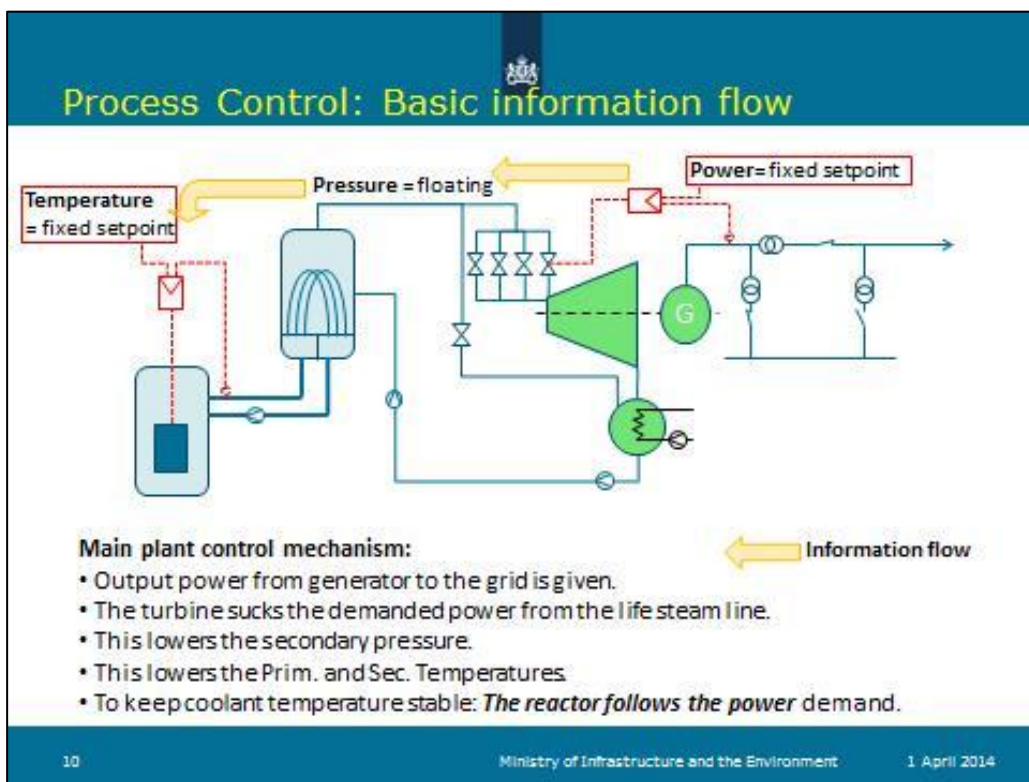 Process Control: Basic information flow
Temperature
= fixed setpoint
Pressure = floating
Power= fixed setpoint
G
Main plant control mechanism:
Information flow
• Output power from generator to the grid is given.
• The turbine sucks the demanded power from the life steam line.
• This lowers the secondary pressure.
• This lowers the Prim. and Sec. Temperatures.
• To keep coolant temperature stable: The reactor follows the power demand.
10
Ministry of Infrastructure and the Environment
1 April 2014